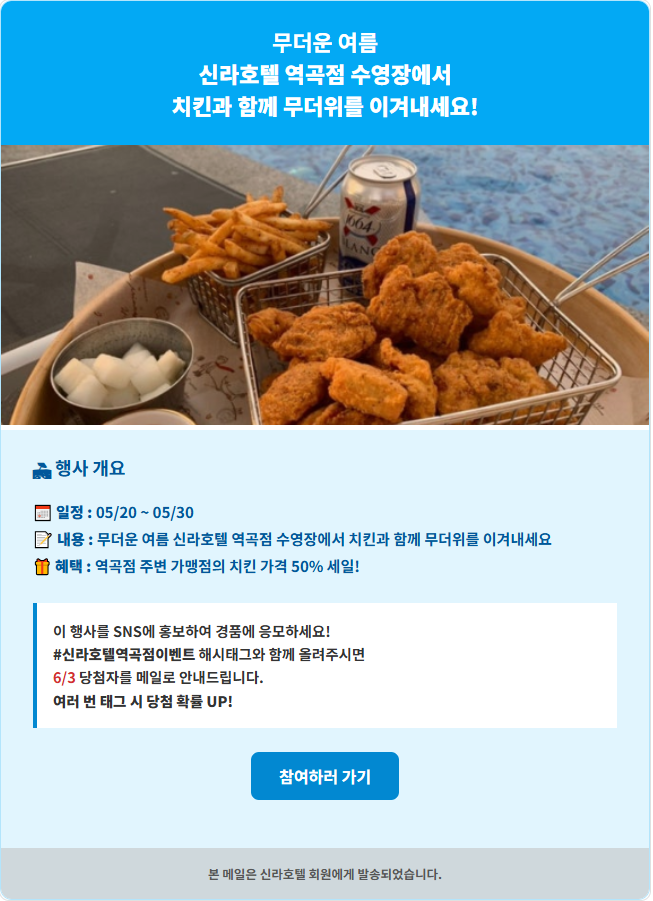 무더운 여름
신라호텔 역곡점 수영장에서
치킨과 함께 무더위를 이겨내세요!
1664
BLANC
행사 개요
일정 : 05/20 ~ 05/30
내용 : 무더운 여름 신라호텔 역곡점 수영장에서 치킨과 함께 무더위를 이겨내세요
혜택 : 역곡점 주변 가맹점의 치킨 가격 50% 세일!
이 행사를 SNS에 홍보하여 경품에 응모하세요!
#신라호텔역곡점이벤트 해시태그와 함께 올려주시면
6/3 당첨자를 메일로 안내드립니다.
여러 번 태그 시 당첨 확률 UP!
참여하러 가기
본 메일은 신라호텔 회원에게 발송되었습니다.